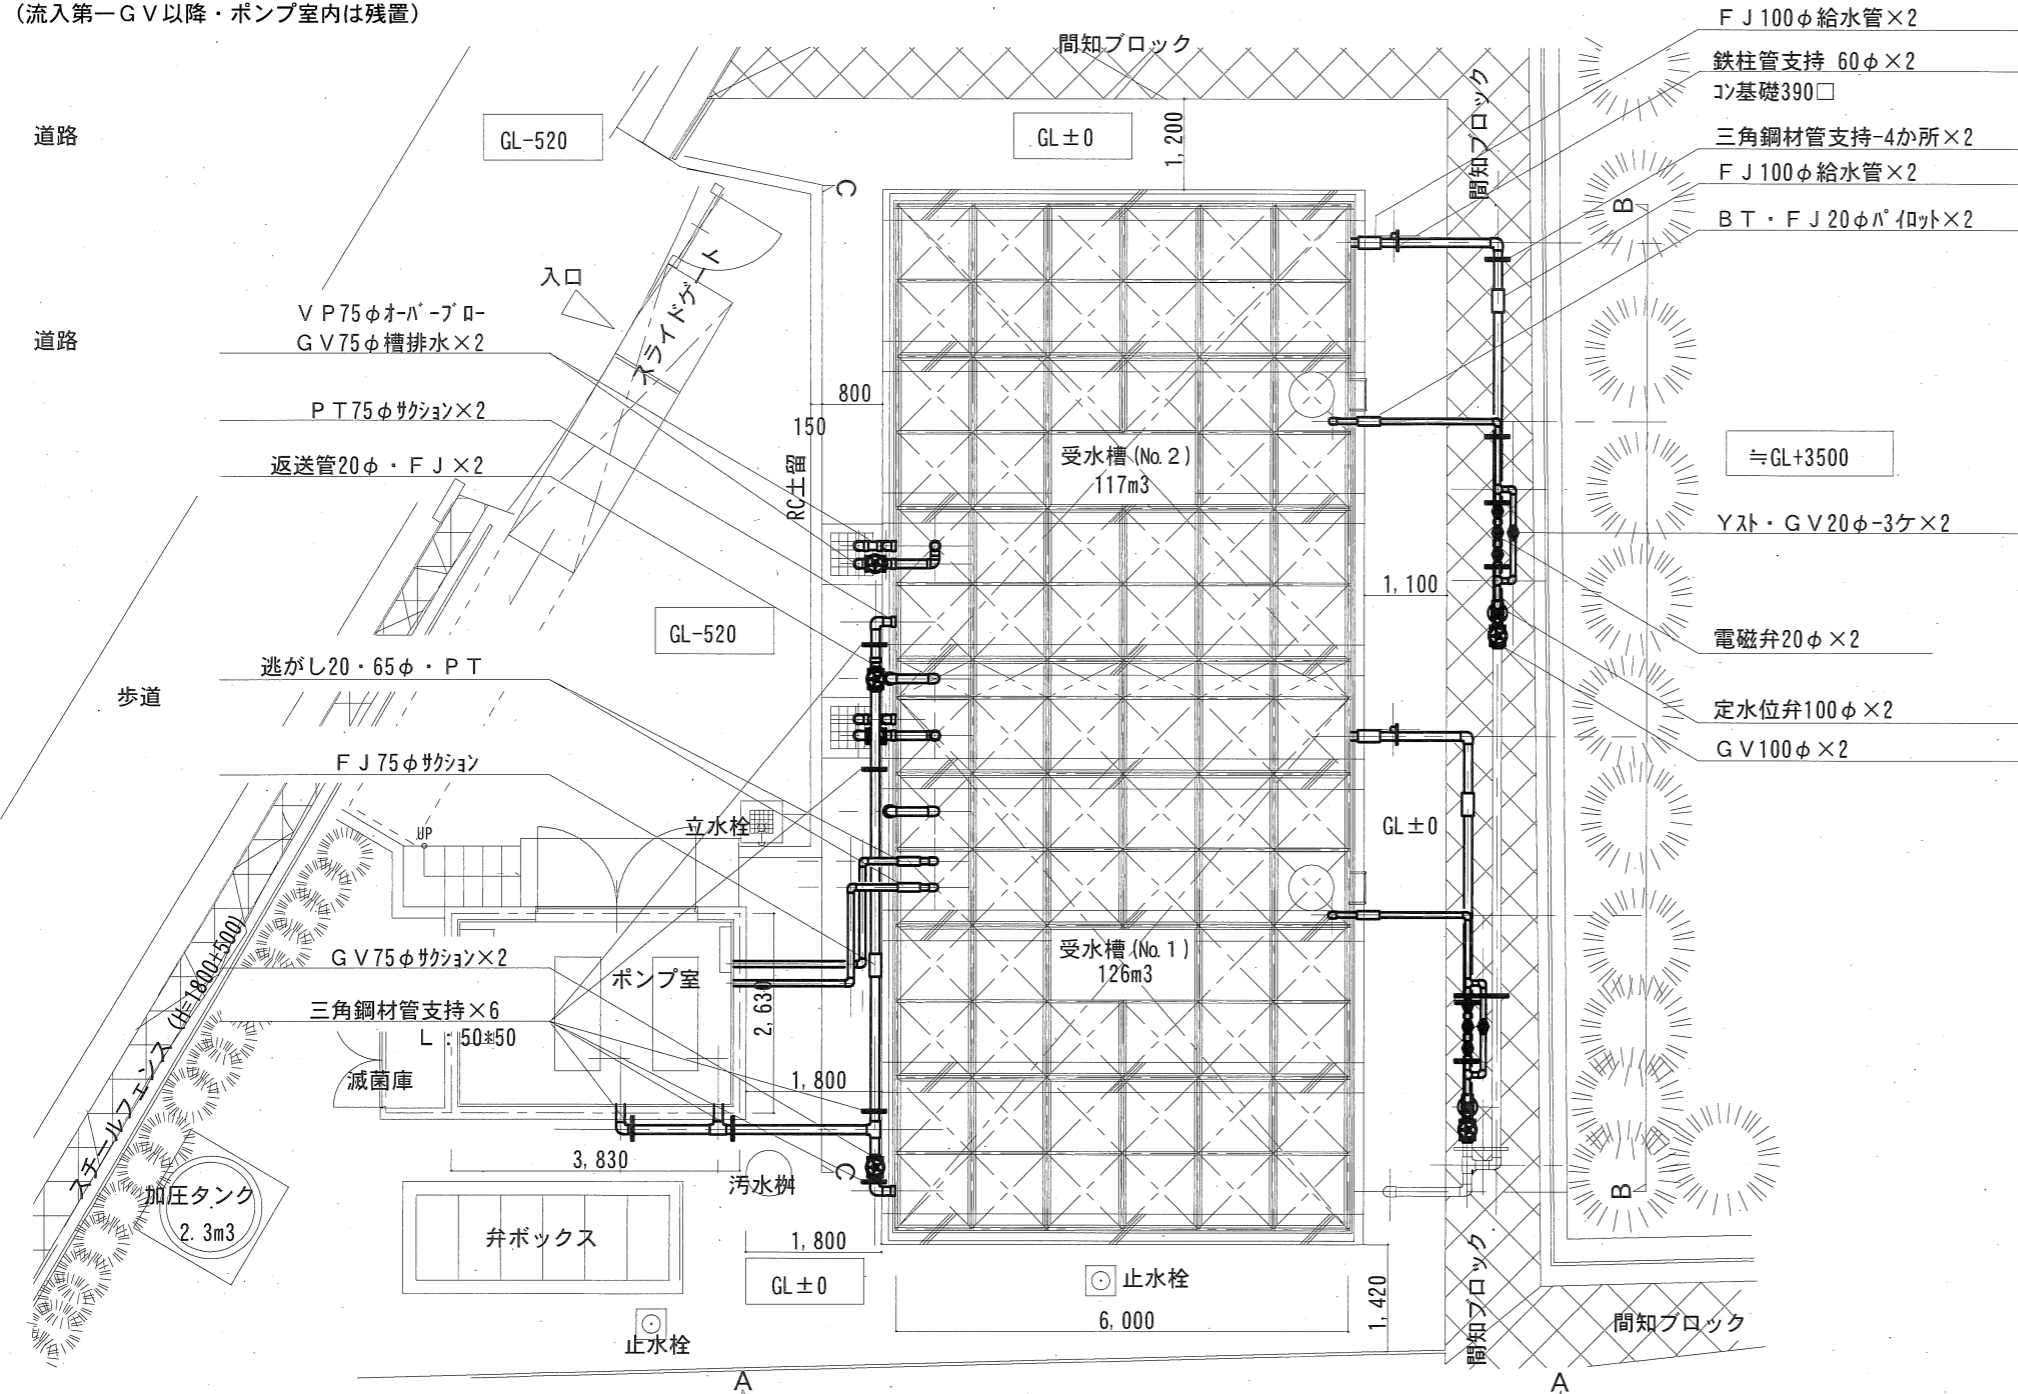 (流入第一GV以降・ポンプ室内は残置)
道路
GL-520
間知ブロック
GL±0
1,200
間知ブロック
FJ100φ給水管×2
鉄柱管支持 60φ×2
コン基礎390□
三角鋼材管支持-4か所×2
FJ100φ給水管×2
BT・FJ20φパイロット×2
C
B
入口
スライドゲート
道路
VP75φオーバーブロー
GV75φ槽排水×2
PT75φサクション×2
返送管20φ・FJ×2
800
150
RC土留
受水槽(No.2)
117m3
≒GL+3500
Yスト・GV20φ-3ケ×2
1,100
GL-520
電磁弁20φ×2
逃がし20・65φ・PT
歩道
定水位弁100φ×2
GV100φ×2
FJ75φサクション
UP
立水栓
GL±0
スチールフェンス (H=1800+500)
GV75φサクション×2
ポンプ室
2,630
受水槽(No.1)
126m3
三角鋼材管支持×6
L:50*50
滅菌庫
1,800
3,830
汚水桝
C
B
加圧タンク
2.3m3
弁ボックス
1,800
GL±0
止水栓
6,000
1,420
間知ブロック
間知ブロック
止水栓
A
A